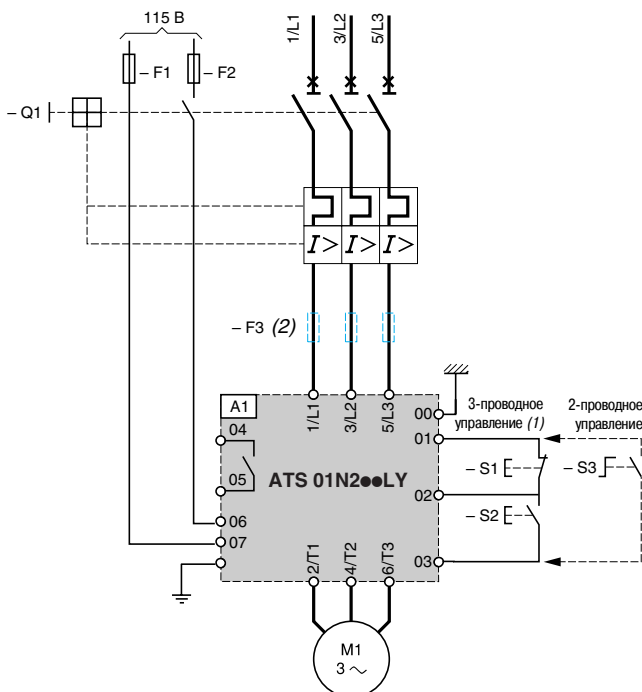 115 В
1/L1
3/L2
5/L3
– F1
– F2
– Q1
I>
I>
I>
– F3 (2)
A1
1/L1
3/L2
5/L3
00
3-проводное
управление (1)
2-проводное
управление
04
01
05
ATS 01N2●●LY
– S1
– S3
02
– S2
06
07
03
2/T1
4/T2
6/T3
M1
3 ~